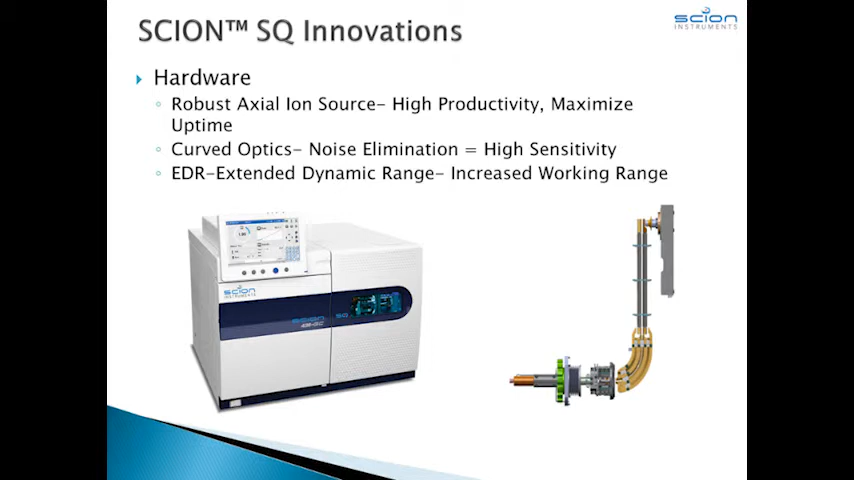 SCION™ SQ Innovations
scion
INSTRUMENTS
Hardware
Robust Axial Ion Source- High Productivity, Maximize
Uptime
Curved Optics- Noise Elimination = High Sensitivity
EDR-Extended Dynamic Range- Increased Working Range
scion
INSTRUMENTS
SCION
SQ